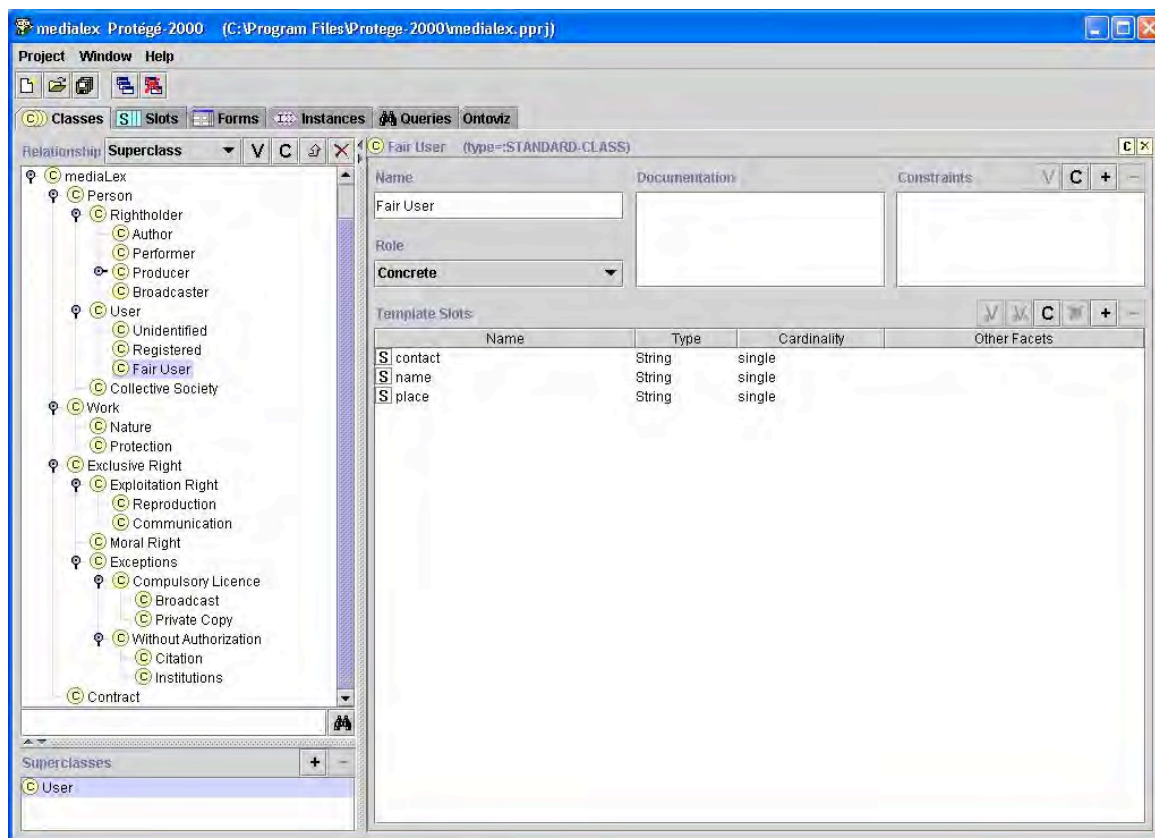 medialex Protégé-2000 (C:\Program Files\Protege-2000\medialex.pprj)
Project Window Help
Classes S Slots Forms Instances Queries Ontoviz
Relationship Superclass V C
C Fair User (type=:STANDARD-CLASS) C
C mediaLex
C Person
C Rightholder
C Author
C Performer
C Producer
C Broadcaster
C User
C Unidentified
C Registered
C Fair User
C Collective Society
C Work
C Nature
C Protection
C Exclusive Right
C Exploitation Right
C Reproduction
C Communication
C Moral Right
C Exceptions
C Compulsory Licence
C Broadcast
C Private Copy
C Without Authorization
C Citation
C Institutions
C Contract
Superclasses + -
C User
Name Documentation Constraints V C + -
Fair User
Role
Concrete
Template Slots V V C + -
Name Type Cardinality Other Facets
S contact String single
S name String single
S place String single